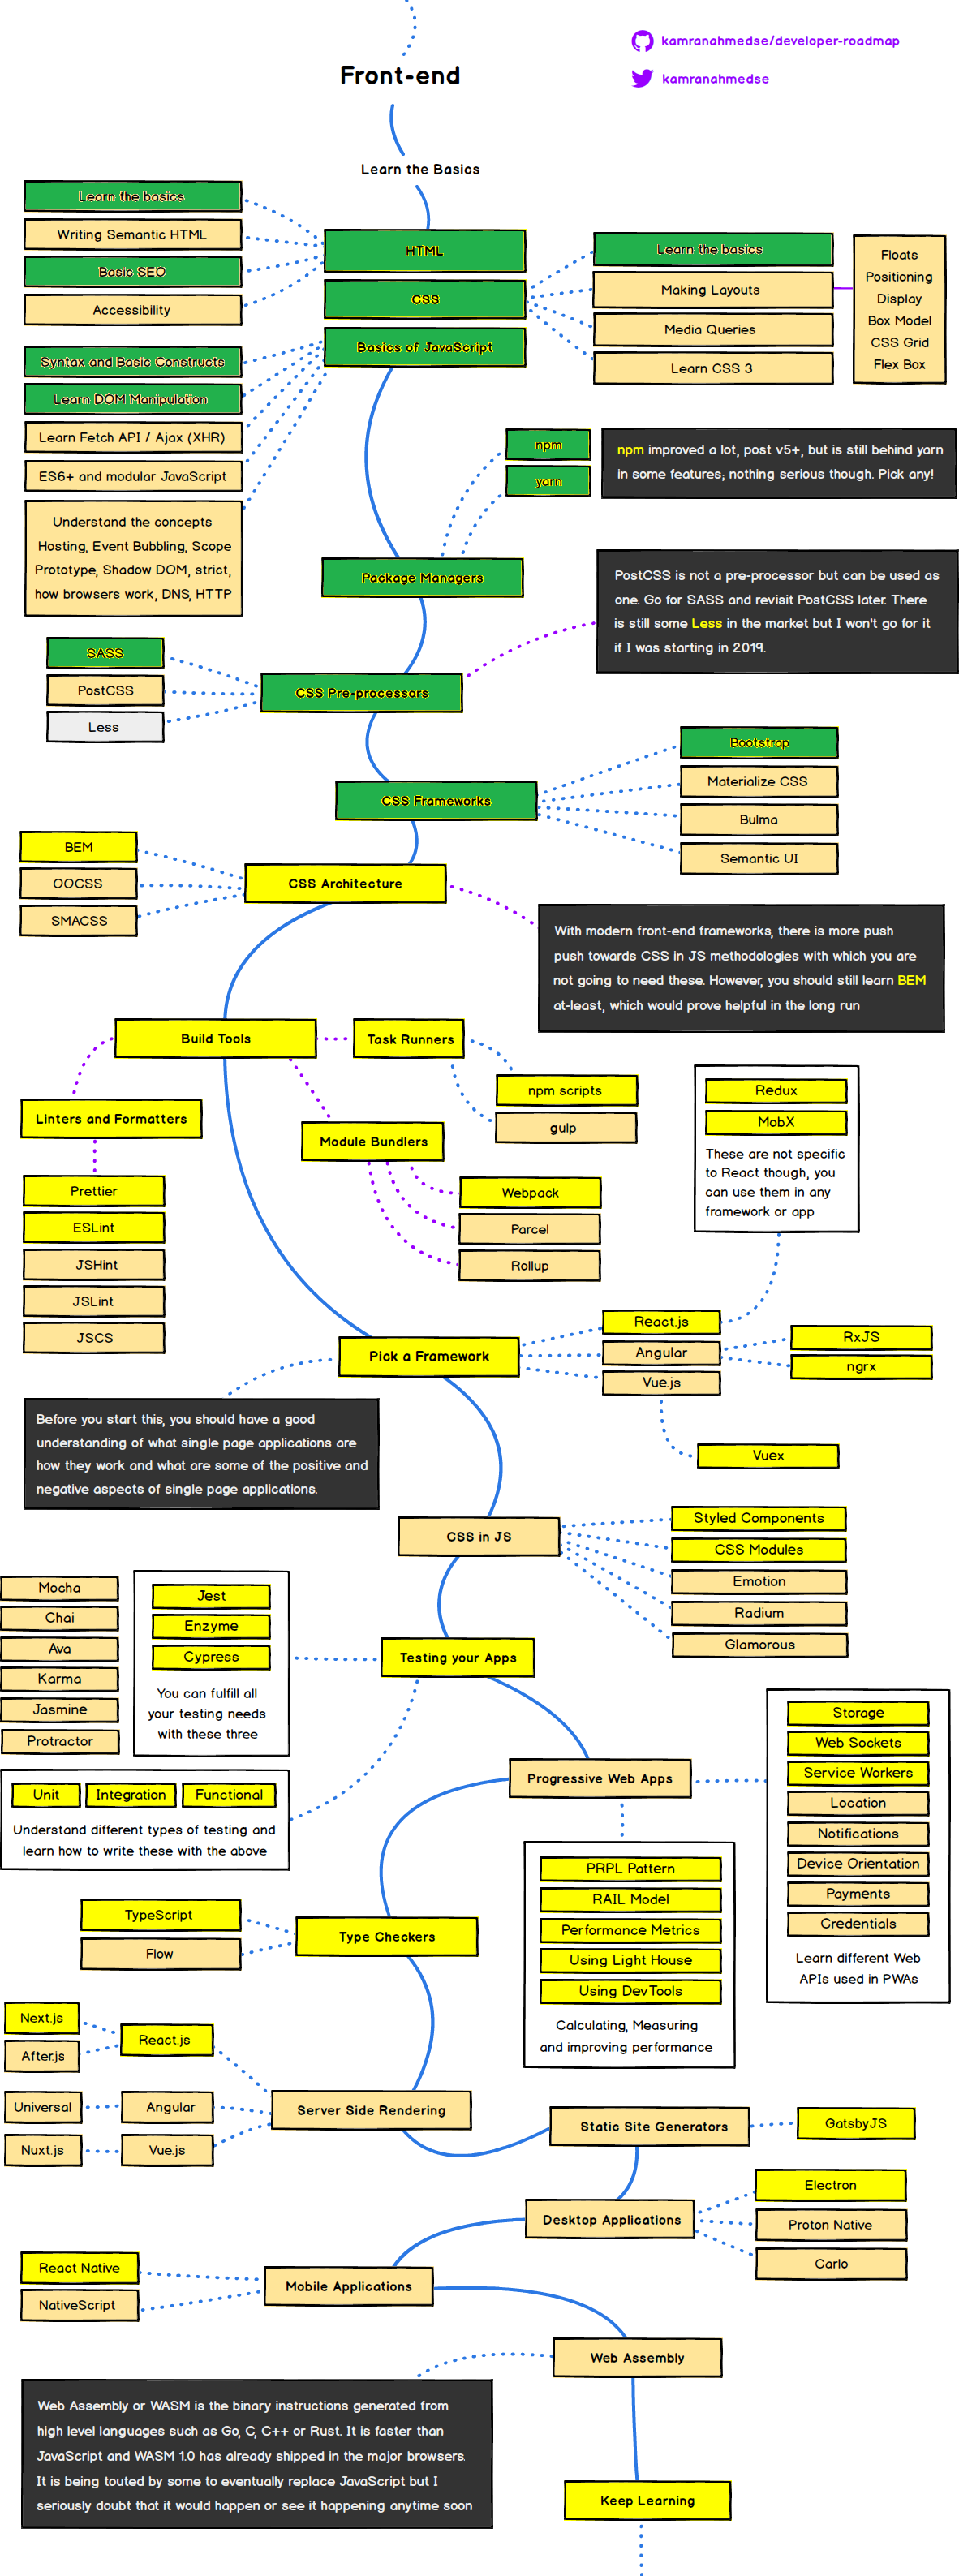 kamranahmedse/developer-roadmap
Front-end
kamranahmedse
Learn the Basics
Learn the basics
Writing Semantic HTML
Basic SEO
Accessibility
HTML
CSS
Basics of JavaScript
Learn the basics
Making Layouts
Media Queries
Learn CSS 3
Floats
Positioning
Display
Box Model
CSS Grid
Flex Box
Syntax and Basic Constructs
Learn DOM Manipulation
Learn Fetch API / Ajax (XHR)
ES6+ and modular JavaScript
Understand the concepts
Hosting, Event Bubbling, Scope
Prototype, Shadow DOM, strict,
how browsers work, DNS, HTTP
npm
yarn
npm improved a lot, post v5+, but is still behind yarn
in some features; nothing serious though. Pick any!
Package Managers
PostCSS is not a pre-processor but can be used as
one. Go for SASS and revisit PostCSS later. There
is still some Less in the market but I won't go for it
if I was starting in 2019.
SASS
PostCSS
Less
CSS Pre-processors
Bootstrap
Materialize CSS
Bulma
Semantic UI
CSS Frameworks
BEM
OOCSS
SMACSS
CSS Architecture
With modern front-end frameworks, there is more push
push towards CSS in JS methodologies with which you are
not going to need these. However, you should still learn BEM
at-least, which would prove helpful in the long run
Build Tools
Task Runners
npm scripts
gulp
Linters and Formatters
Module Bundlers
Prettier
ESLint
JSHint
JSLint
JSCS
Webpack
Parcel
Rollup
Redux
MobX
These are not specific
to React though, you
can use them in any
framework or app
Pick a Framework
React.js
Angular
Vue.js
RxJS
ngrx
Vuex
Before you start this, you should have a good
understanding of what single page applications are
how they work and what are some of the positive and
negative aspects of single page applications.
CSS in JS
Styled Components
CSS Modules
Emotion
Radium
Glamorous
Mocha
Chai
Ava
Karma
Jasmine
Protractor
Jest
Enzyme
Cypress
You can fulfill all
your testing needs
with these three
Testing your Apps
Unit
Integration
Functional
Understand different types of testing and
learn how to write these with the above
Progressive Web Apps
Storage
Web Sockets
Service Workers
Location
Notifications
Device Orientation
Payments
Credentials
Learn different Web
APIs used in PWAs
PRPL Pattern
RAIL Model
Performance Metrics
Using Light House
Using DevTools
Calculating, Measuring
and improving performance
TypeScript
Flow
Type Checkers
Next.js
After.js
React.js
Universal
Angular
Nuxt.js
Vue.js
Server Side Rendering
Static Site Generators
GatsbyJS
Desktop Applications
Electron
Proton Native
Carlo
React Native
NativeScript
Mobile Applications
Web Assembly
Web Assembly or WASM is the binary instructions generated from
high level languages such as Go, C, C++ or Rust. It is faster than
JavaScript and WASM 1.0 has already shipped in the major browsers.
It is being touted by some to eventually replace JavaScript but I
seriously doubt that it would happen or see it happening anytime soon
Keep Learning